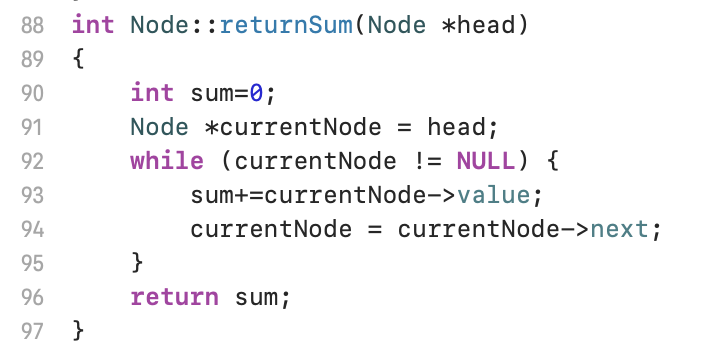 88 int Node::returnSum(Node *head)
89 {
90     int sum=0;
91     Node *currentNode = head;
92     while (currentNode != NULL) {
93         sum+=currentNode->value;
94         currentNode = currentNode->next;
95     }
96     return sum;
97 }